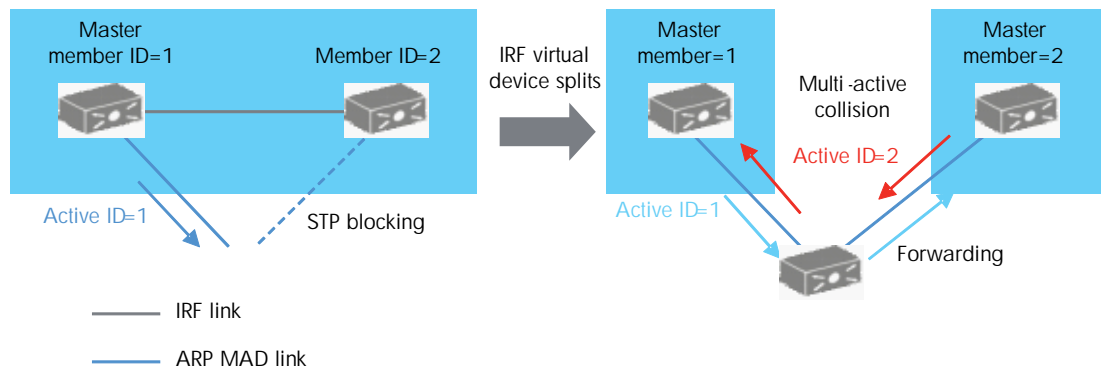 Master
member ID=1
Member ID=2
Active ID=1
STP blocking
IRF virtual
device splits
Master
member=1
Master
member=2
Multi-active
collision
Active ID=2
Active ID=1
Forwarding
IRF link
ARP MAD link